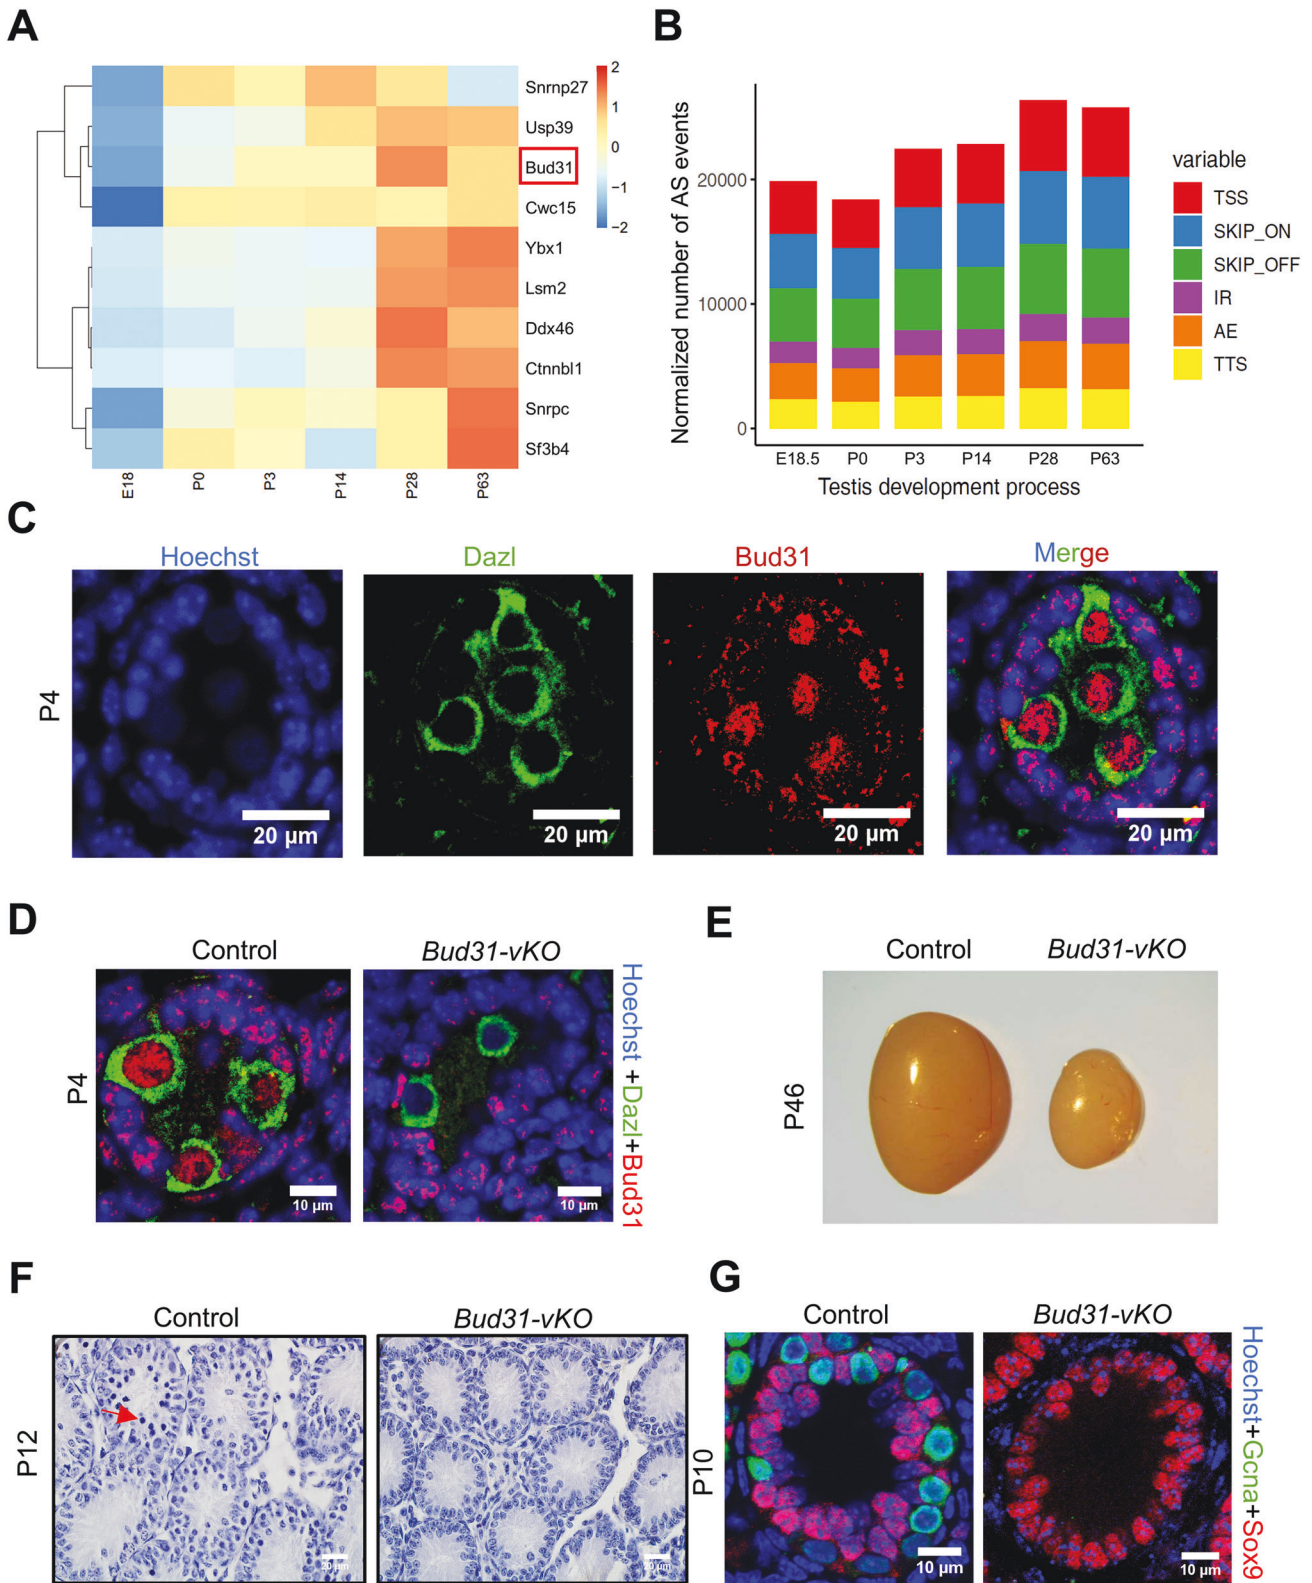 A
2
1
0
−1
−2
Snrnp27
Usp39
Bud31
Cwc15
Ybx1
Lsm2
Ddx46
Ctnnbl1
Snrpc
Sf3b4
E18
P0
P3
P14
P28
P63
B
Normalized number of AS events
20000
10000
0
E18.5
P0
P3
P14
P28
P63
Testis development process
variable
TSS
SKIP_ON
SKIP_OFF
IR
AE
TTS
C
Hoechst
Dazl
Bud31
Merge
P4
20 µm
20 µm
20 µm
20 µm
D
Control
Bud31-vKO
P4
10 µm
10 µm
Hoechst +Dazl+Bud31
E
Control
Bud31-vKO
P46
F
Control
Bud31-vKO
P12
20 µm
20 µm
G
Control
Bud31-vKO
P10
10 µm
10 µm
Hoechst+Gcna+Sox9